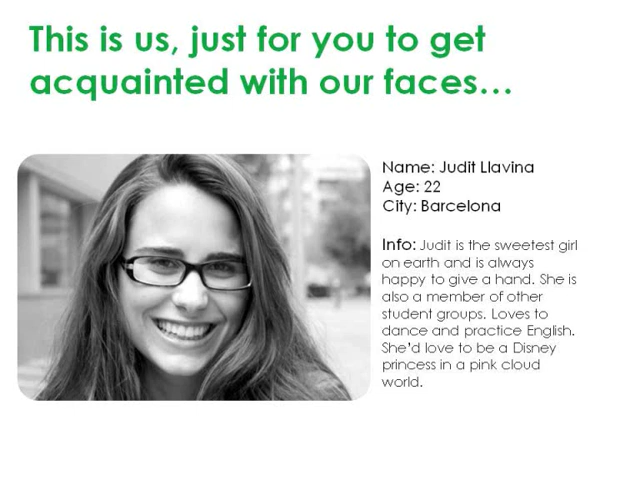 This is us, just for you to get
acquainted with our faces…
Name: Judit Llavina
Age: 22
City: Barcelona
Info: Judit is the sweetest girl
on earth and is always
happy to give a hand. She is
also a member of other
student groups. Loves to
dance and practice English.
She’d love to be a Disney
princess in a pink cloud
world.